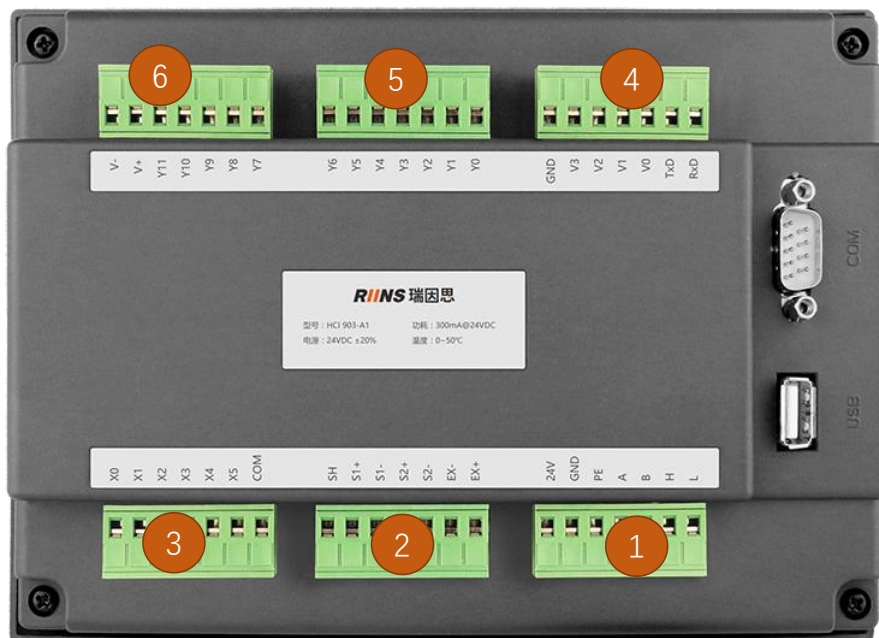 6
5
4
V-
V+
Y11
Y10
Y9
Y8
Y7
Y6
Y5
Y4
Y3
Y2
Y1
Y0
GND
V3
V2
V1
V0
TxD
RxD
COM
RIINS 瑞因思
型号：HCI 903-A1 功耗：300mA@24VDC
电源：24VDC ±20% 温度：0~50℃
USB
X0
X1
X2
X3
X4
X5
COM
SH
S1+
S1-
S2+
S2-
EX-
EX+
24V
GND
PE
A
B
H
L
3
2
1